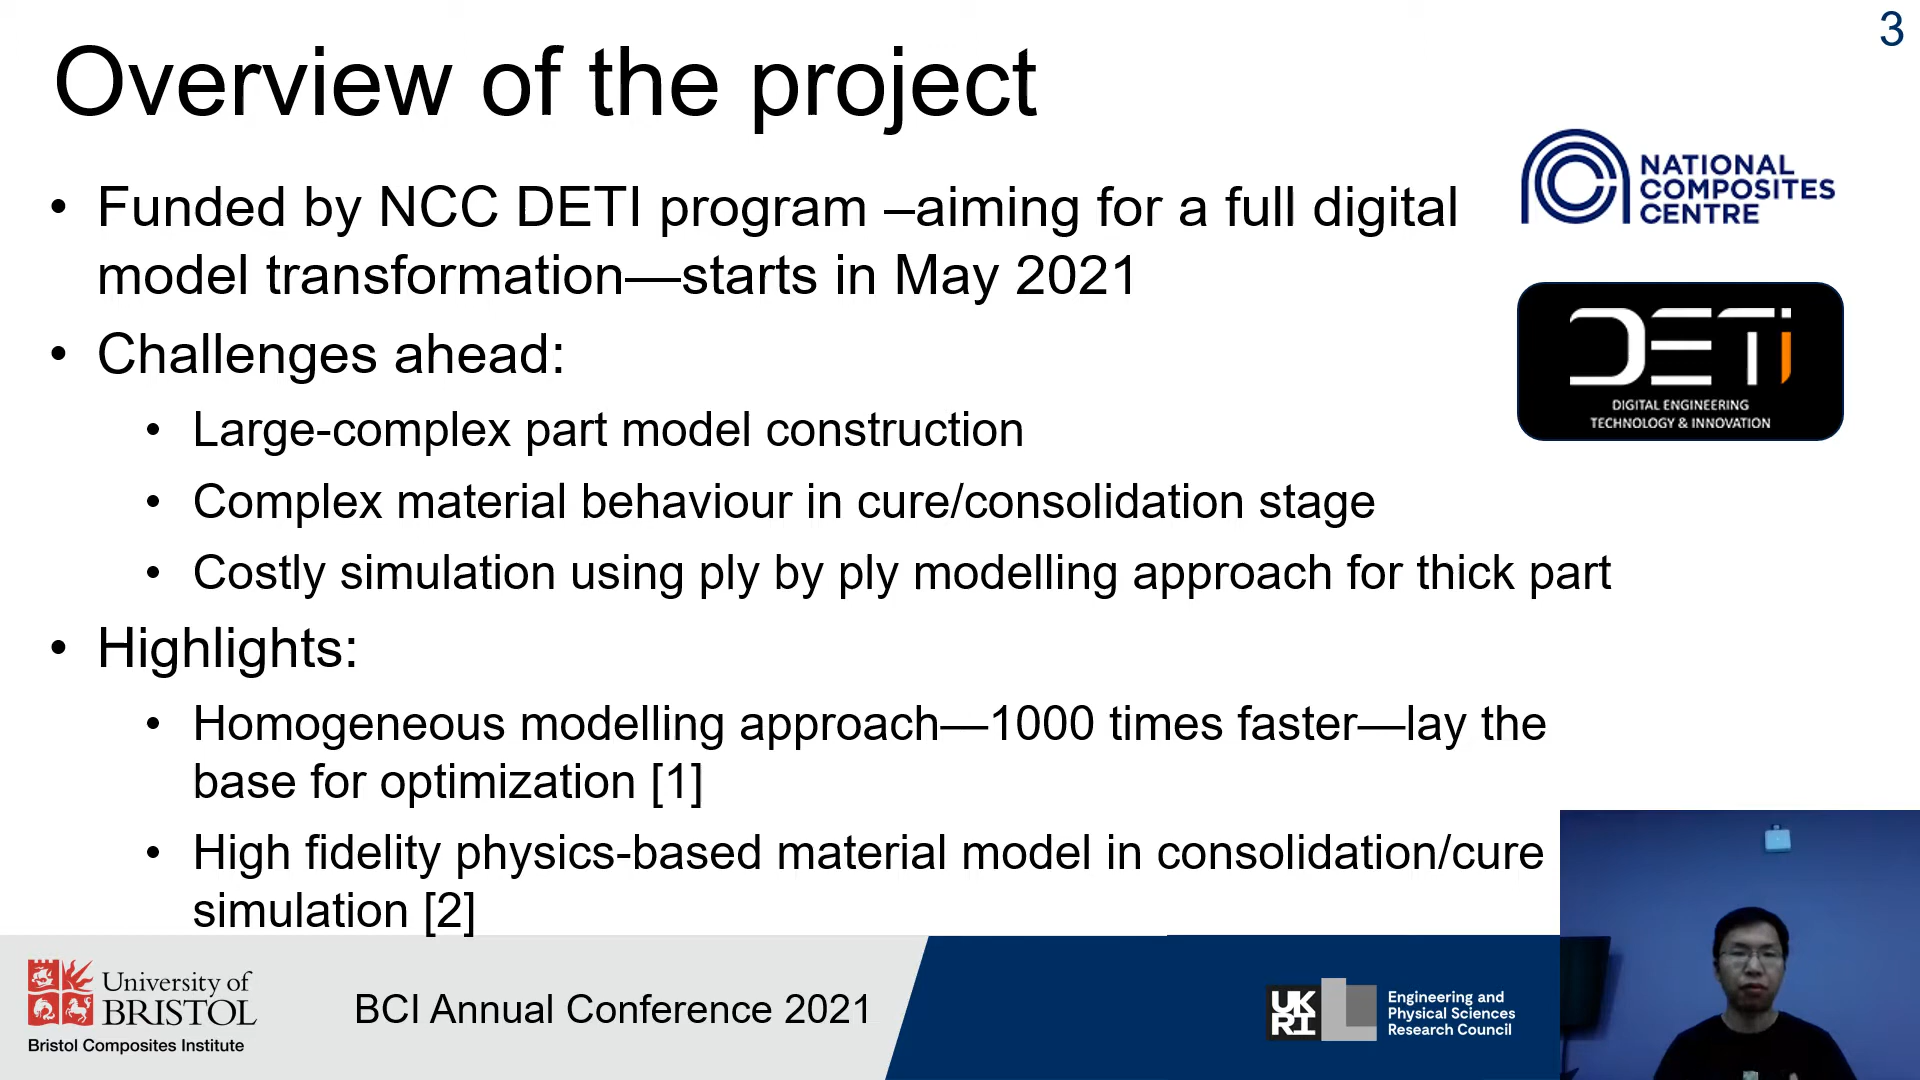 3
Overview of the project
• Funded by NCC DETI program –aiming for a full digital
model transformation—starts in May 2021
• Challenges ahead:
• Large-complex part model construction
• Complex material behaviour in cure/consolidation stage
• Costly simulation using ply by ply modelling approach for thick part
• Highlights:
• Homogeneous modelling approach—1000 times faster—lay the
base for optimization [1]
• High fidelity physics-based material model in consolidation/cure
simulation [2]
NATIONAL
COMPOSITES
CENTRE
DETi
DIGITAL ENGINEERING
TECHNOLOGY & INNOVATION
University of
BRISTOL
Bristol Composites Institute
BCI Annual Conference 2021
UK
RI
Engineering and
Physical Sciences
Research Council